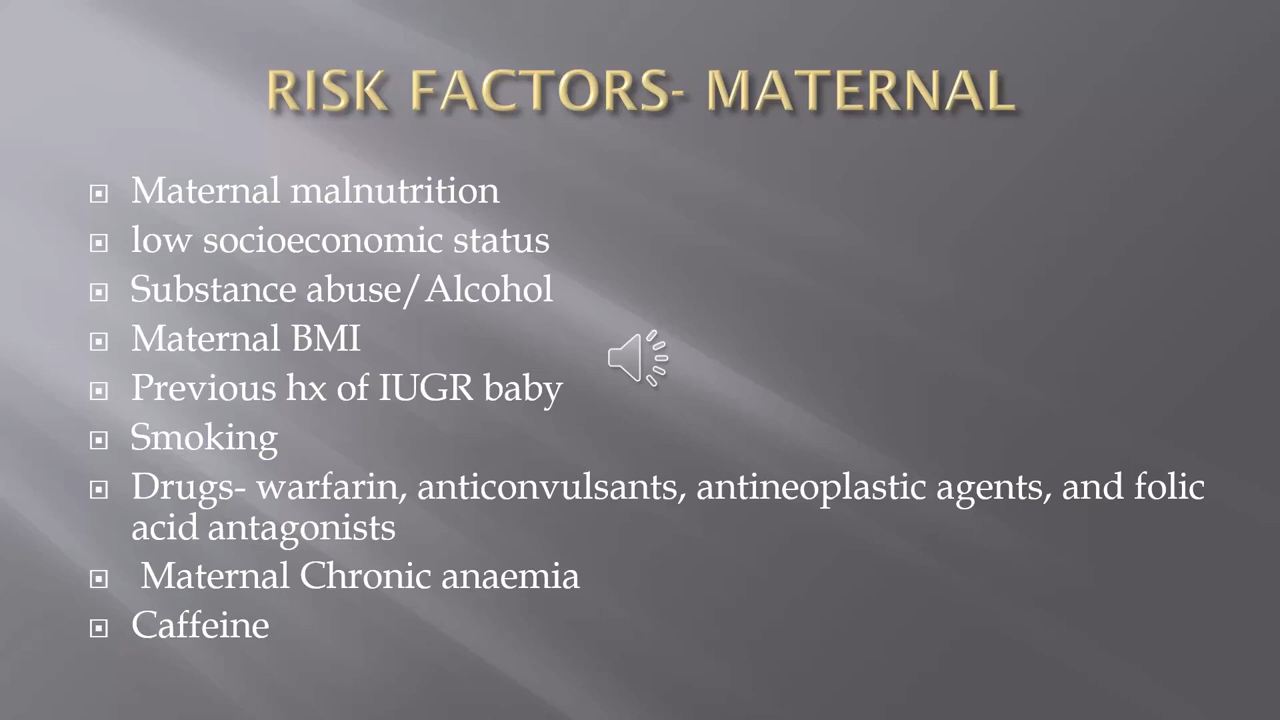 RISK FACTORS- MATERNAL
Maternal malnutrition
low socioeconomic status
Substance abuse/Alcohol
Maternal BMI
Previous hx of IUGR baby
Smoking
Drugs- warfarin, anticonvulsants, antineoplastic agents, and folic
acid antagonists
Maternal Chronic anaemia
Caffeine